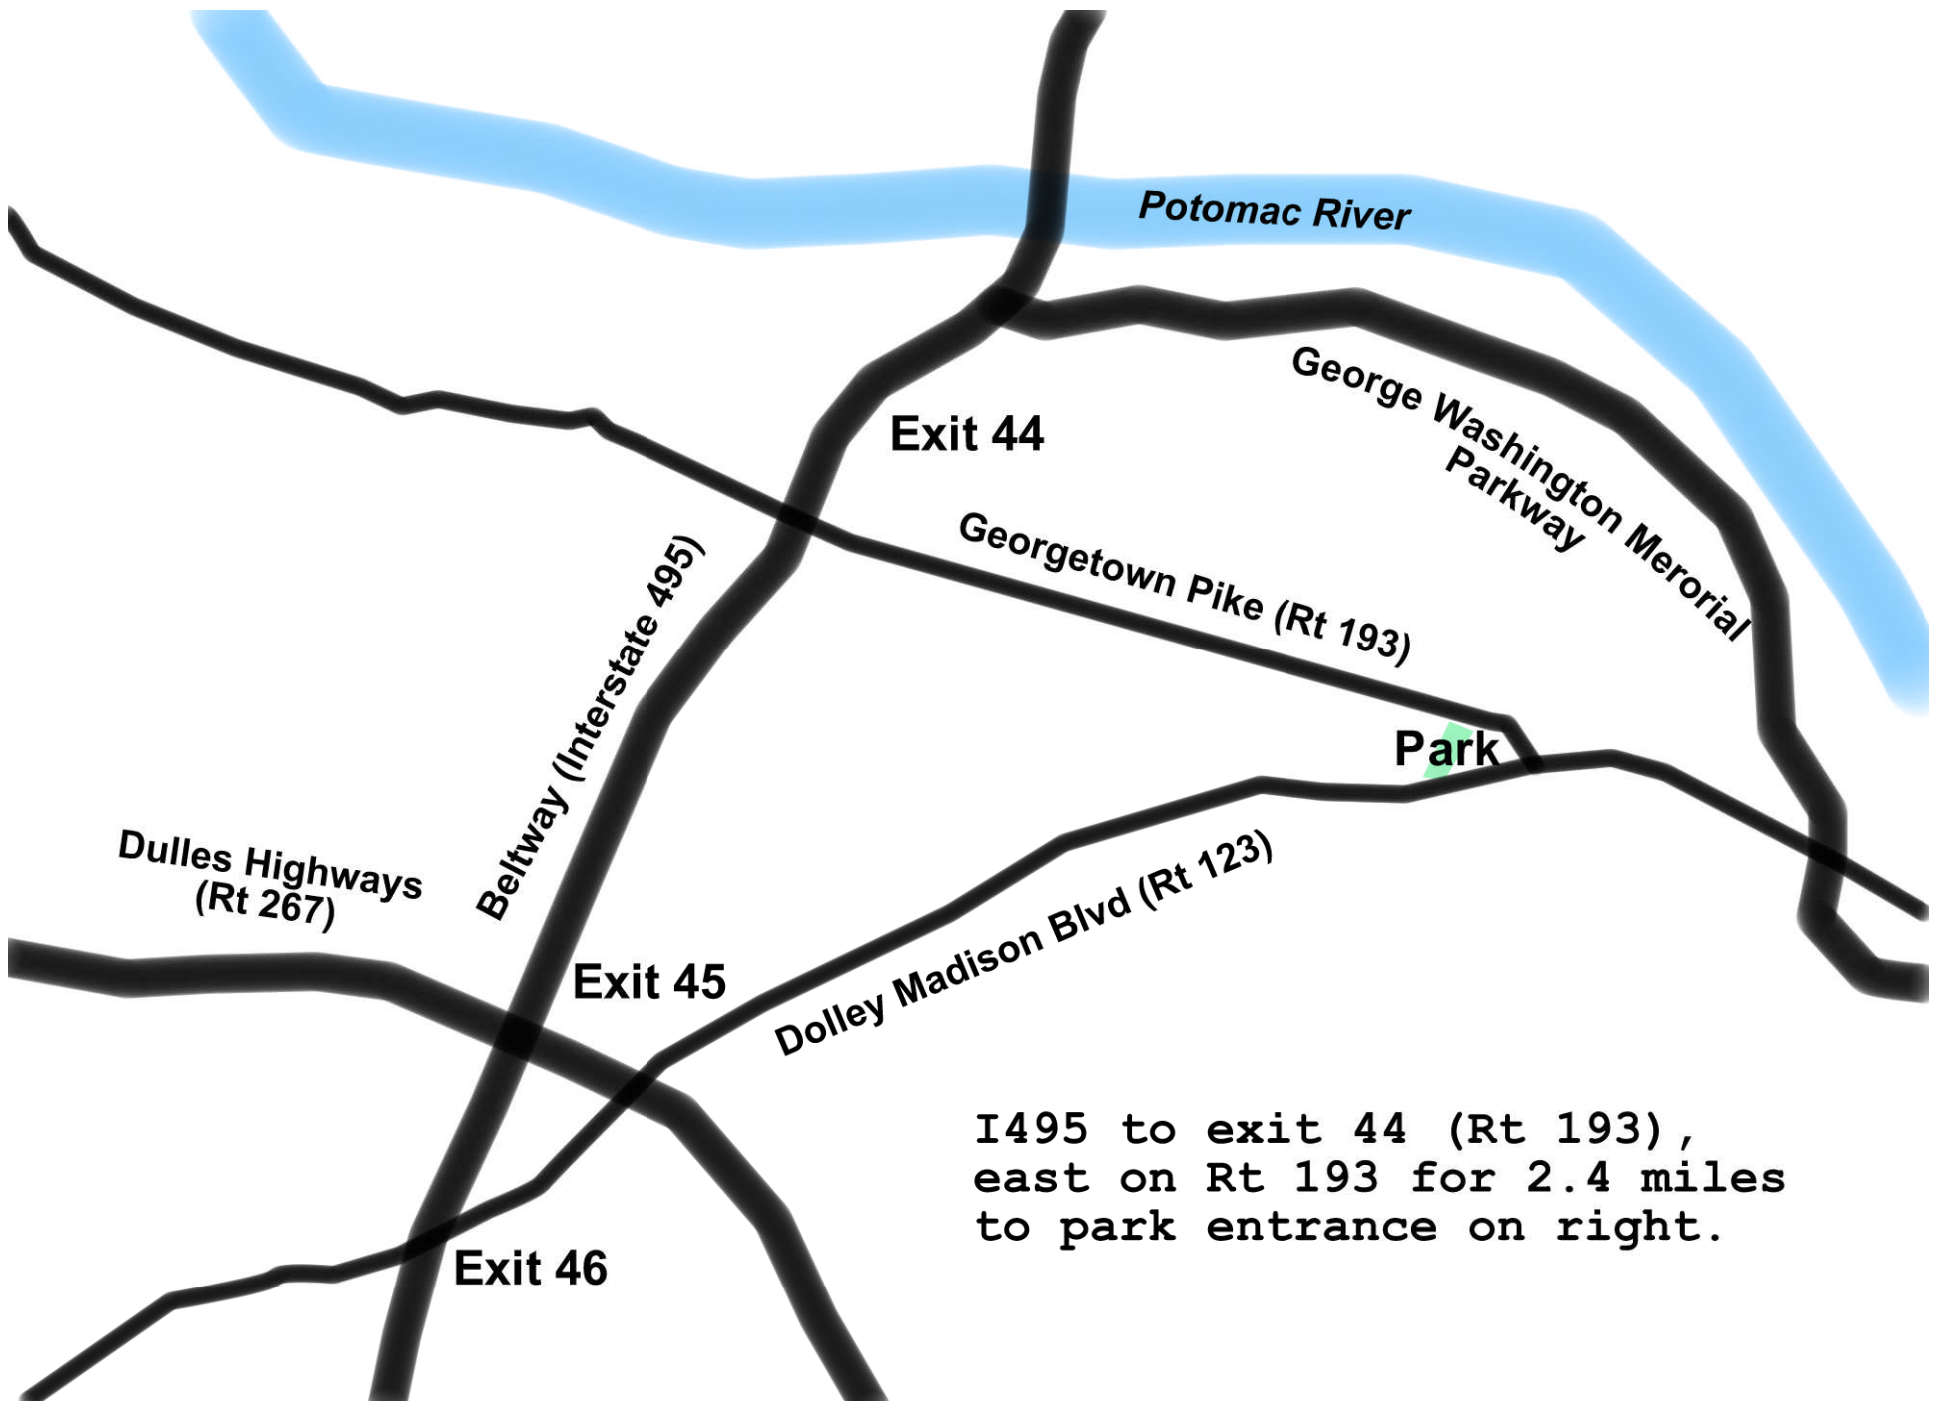 Potomac River
George Washington Merorial
Parkway
Exit 44
Georgetown Pike (Rt 193)
Beltway (Interstate 495)
Park
Dulles Highways
(Rt 267)
Dolley Madison Blvd (Rt 123)
Exit 45
I495 to exit 44 (Rt 193),
east on Rt 193 for 2.4 miles
to park entrance on right.
Exit 46